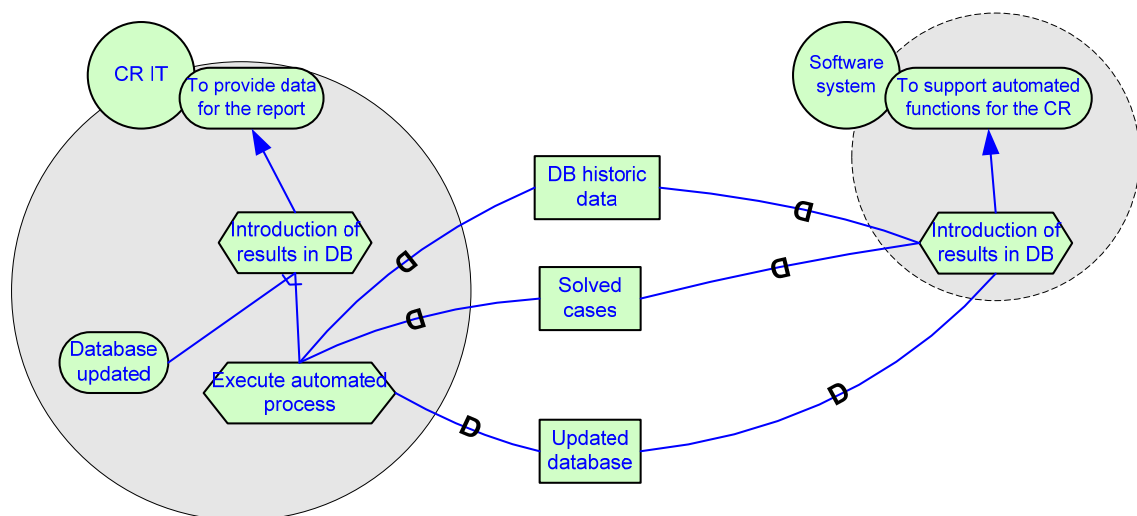 CR IT
To provide data
for the report
Software
system
To support automated
functions for the CR
DB historic
data
Introduction of
results in DB
Introduction of
results in DB
Solved
cases
Database
updated
Execute automated
process
Updated
database
D
D
D
D
D
D